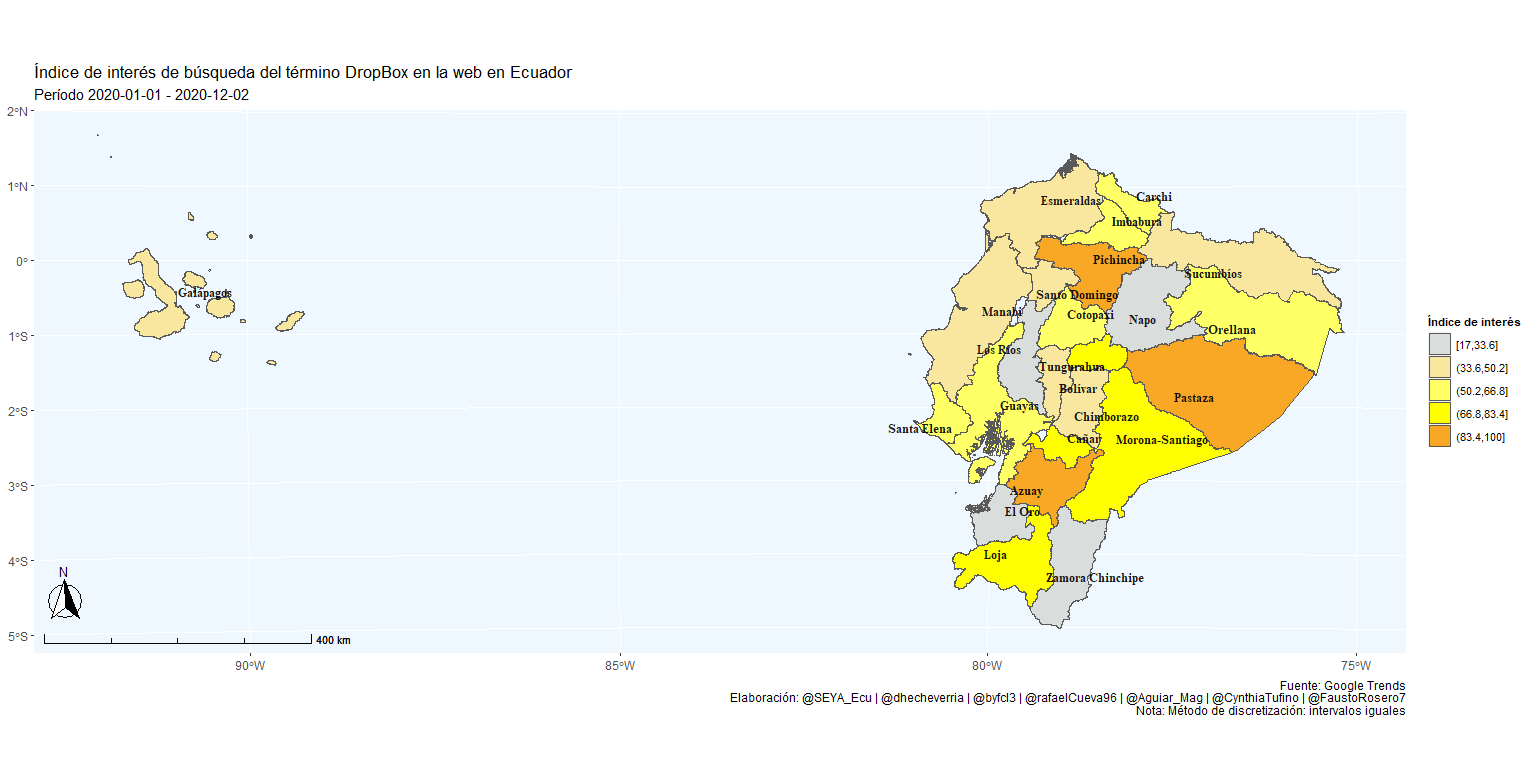 Índice de interés de búsqueda del término DropBox en la web en Ecuador
Período 2020-01-01 - 2020-12-02
2°N
1°N
0°
1°S
2°S
3°S
4°S
5°S
90°W
85°W
80°W
75°W
Galápagos
Esmeraldas
Carshi
Imbabura
Pichincha
Sucumbíos
Santo Domingo
Manabí
Cotopaxi
Napo
Orellana
Los Ríos
Tungurahua
Bolívar
Pastaza
Guayas
Chimborazo
Santa Elena
Cañar
Morona-Santiago
Azuay
El Oro
Loja
Zamora Chinchipe
N
400 km
Índice de interés
[17,33.6]
(33.6,50.2]
(50.2,66.8]
(66.8,83.4]
(83.4,100]
Fuente: Google Trends
Elaboración: @SEYA_Ecu | @dhecheverria | @byfcl3 | @rafaelCueva96 | @Aguiar_Mag | @CynthiaTufino | @FaustoRosero7
Nota: Método de discretización: intervalos iguales